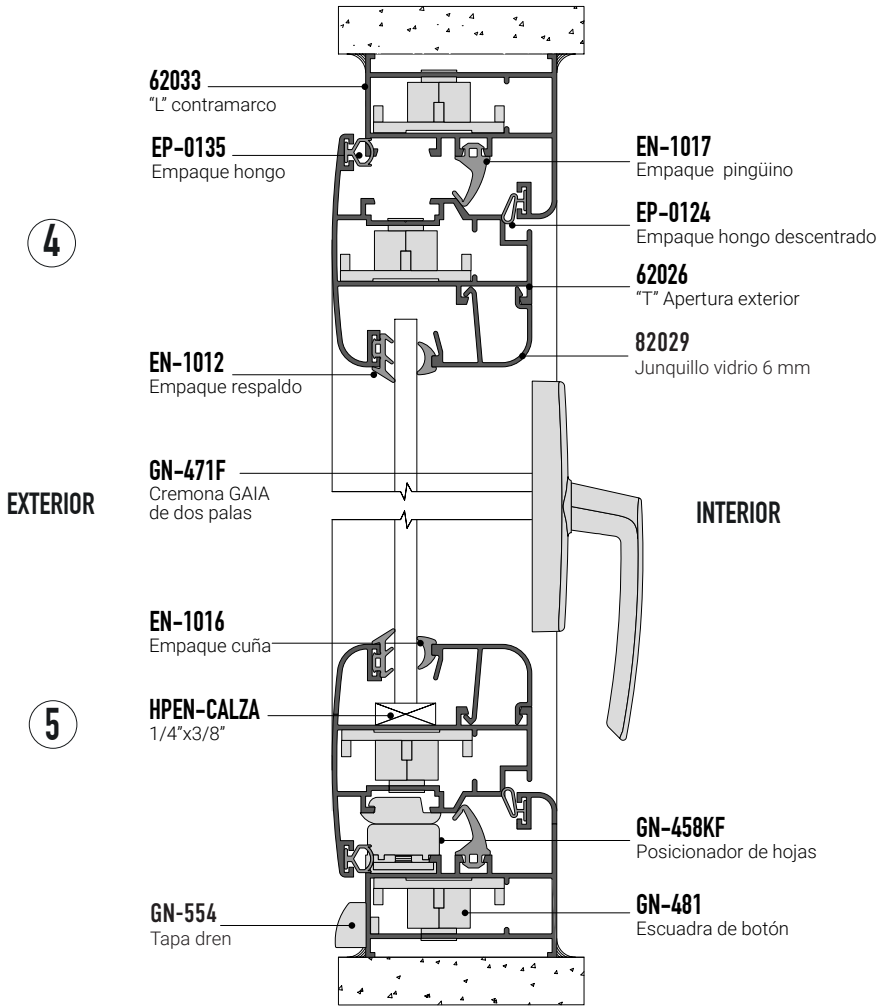 62033
"L" contramarco
EP-0135
Empaque hongo
EN-1017
Empaque pingüino
EP-0124
Empaque hongo descentrado
4
62026
"T" Apertura exterior
82029
Junquillo vidrio 6 mm
EN-1012
Empaque respaldo
GN-471F
Cremona GAIA
de dos palas
EXTERIOR
INTERIOR
EN-1016
Empaque cuña
HPEN-CALZA
1/4"x3/8"
5
GN-458KF
Posicionador de hojas
GN-554
Tapa dren
GN-481
Escuadra de botón